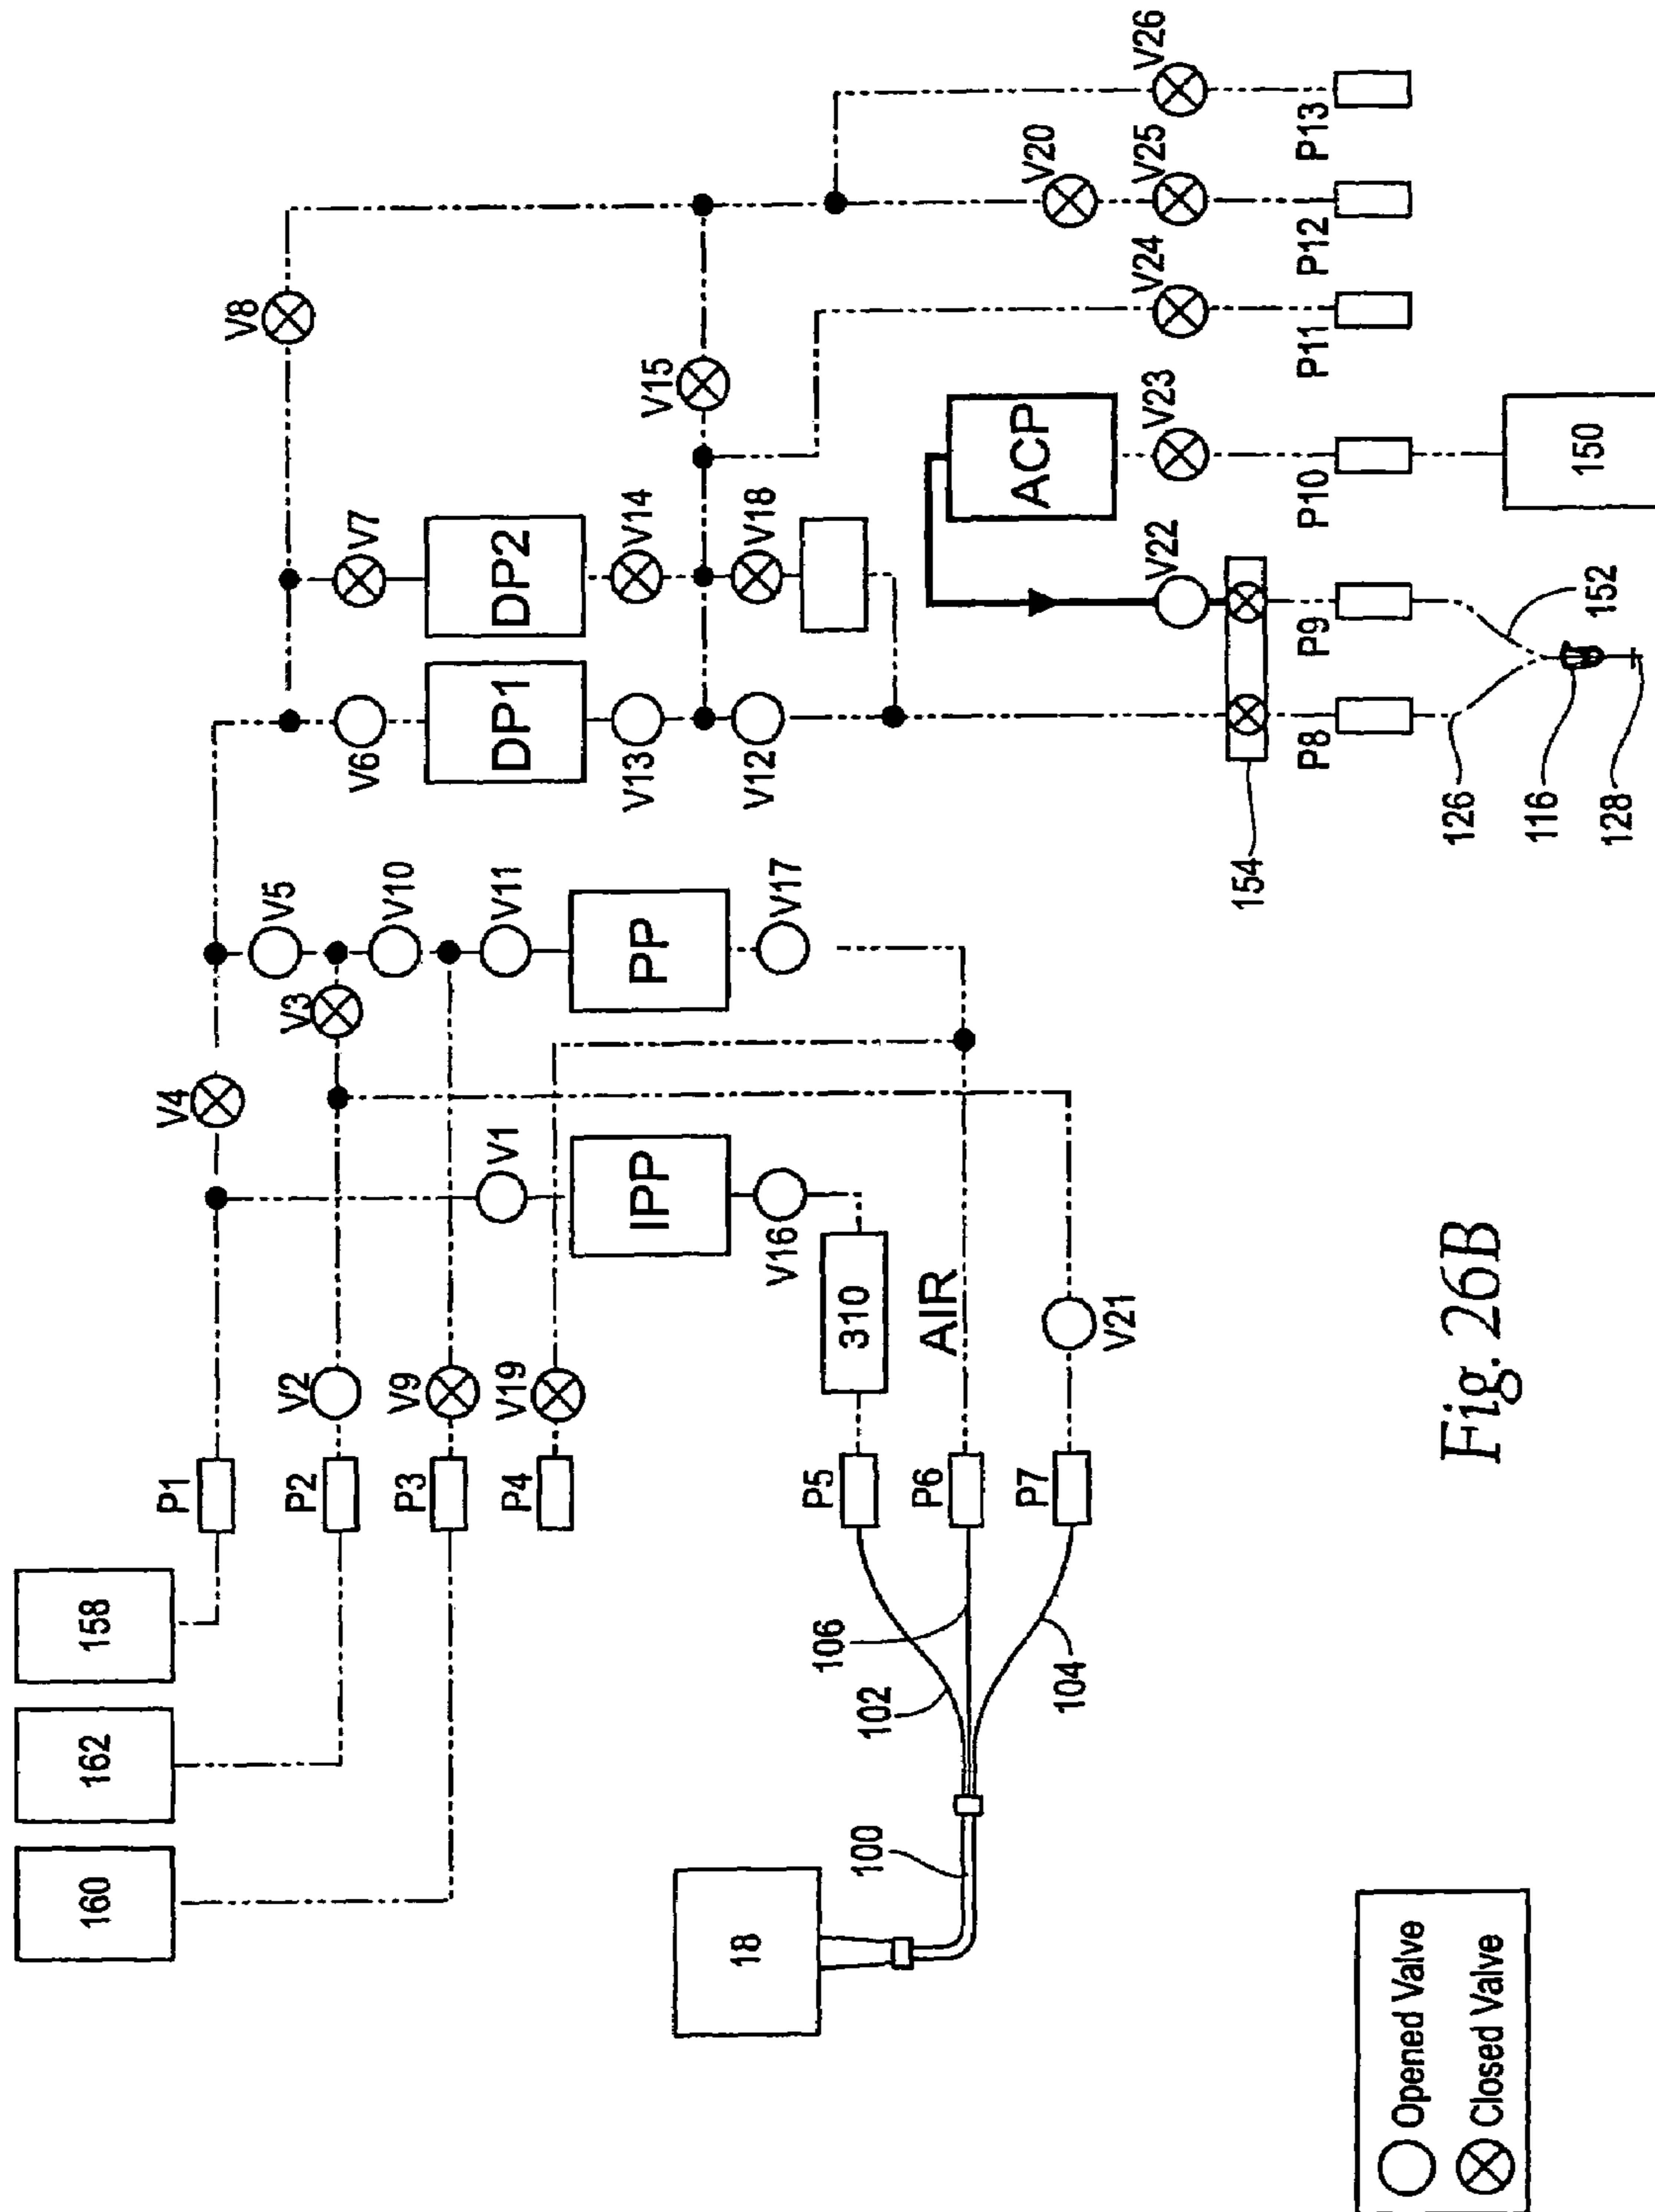 160
162
158
P1
P2
P3
P4
V2
V9
V19
V4
V3
V5
V10
V11
V1
IPP
V16
PP
V17
310
AIR
P5
P6
P7
V21
18
100
102
106
104
V8
V6
V7
DP1
DP2
V13
V14
V12
V18
V15
ACP
V20
V22
V23
V24
V25
V26
154
P8
P9
P10
P11
P12
P13
126
116
128
152
150
Opened Valve
Closed Valve
Fig. 26B